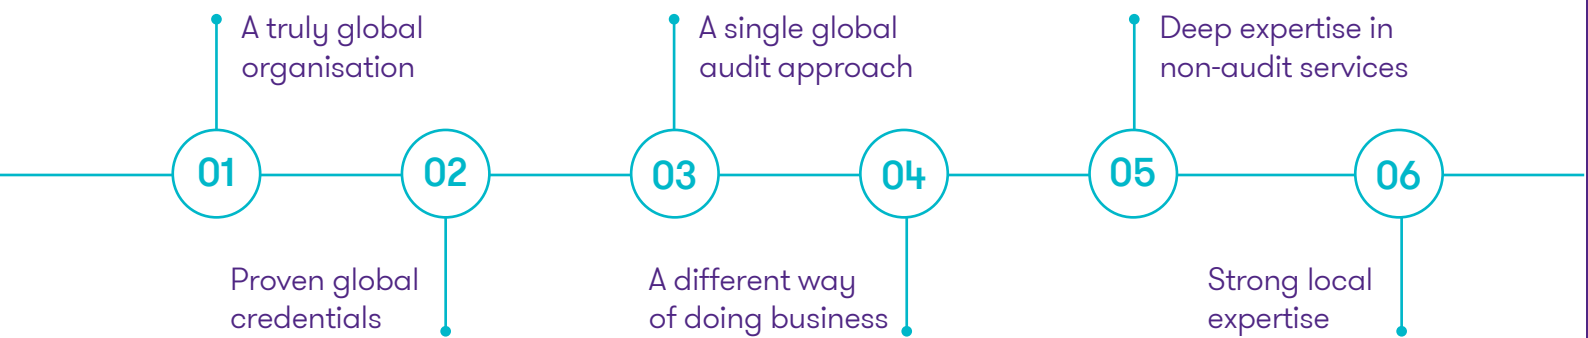 A truly global
organisation
A single global
audit approach
Deep expertise in
non-audit services
01
02
03
04
05
06
Proven global
credentials
A different way
of doing business
Strong local
expertise